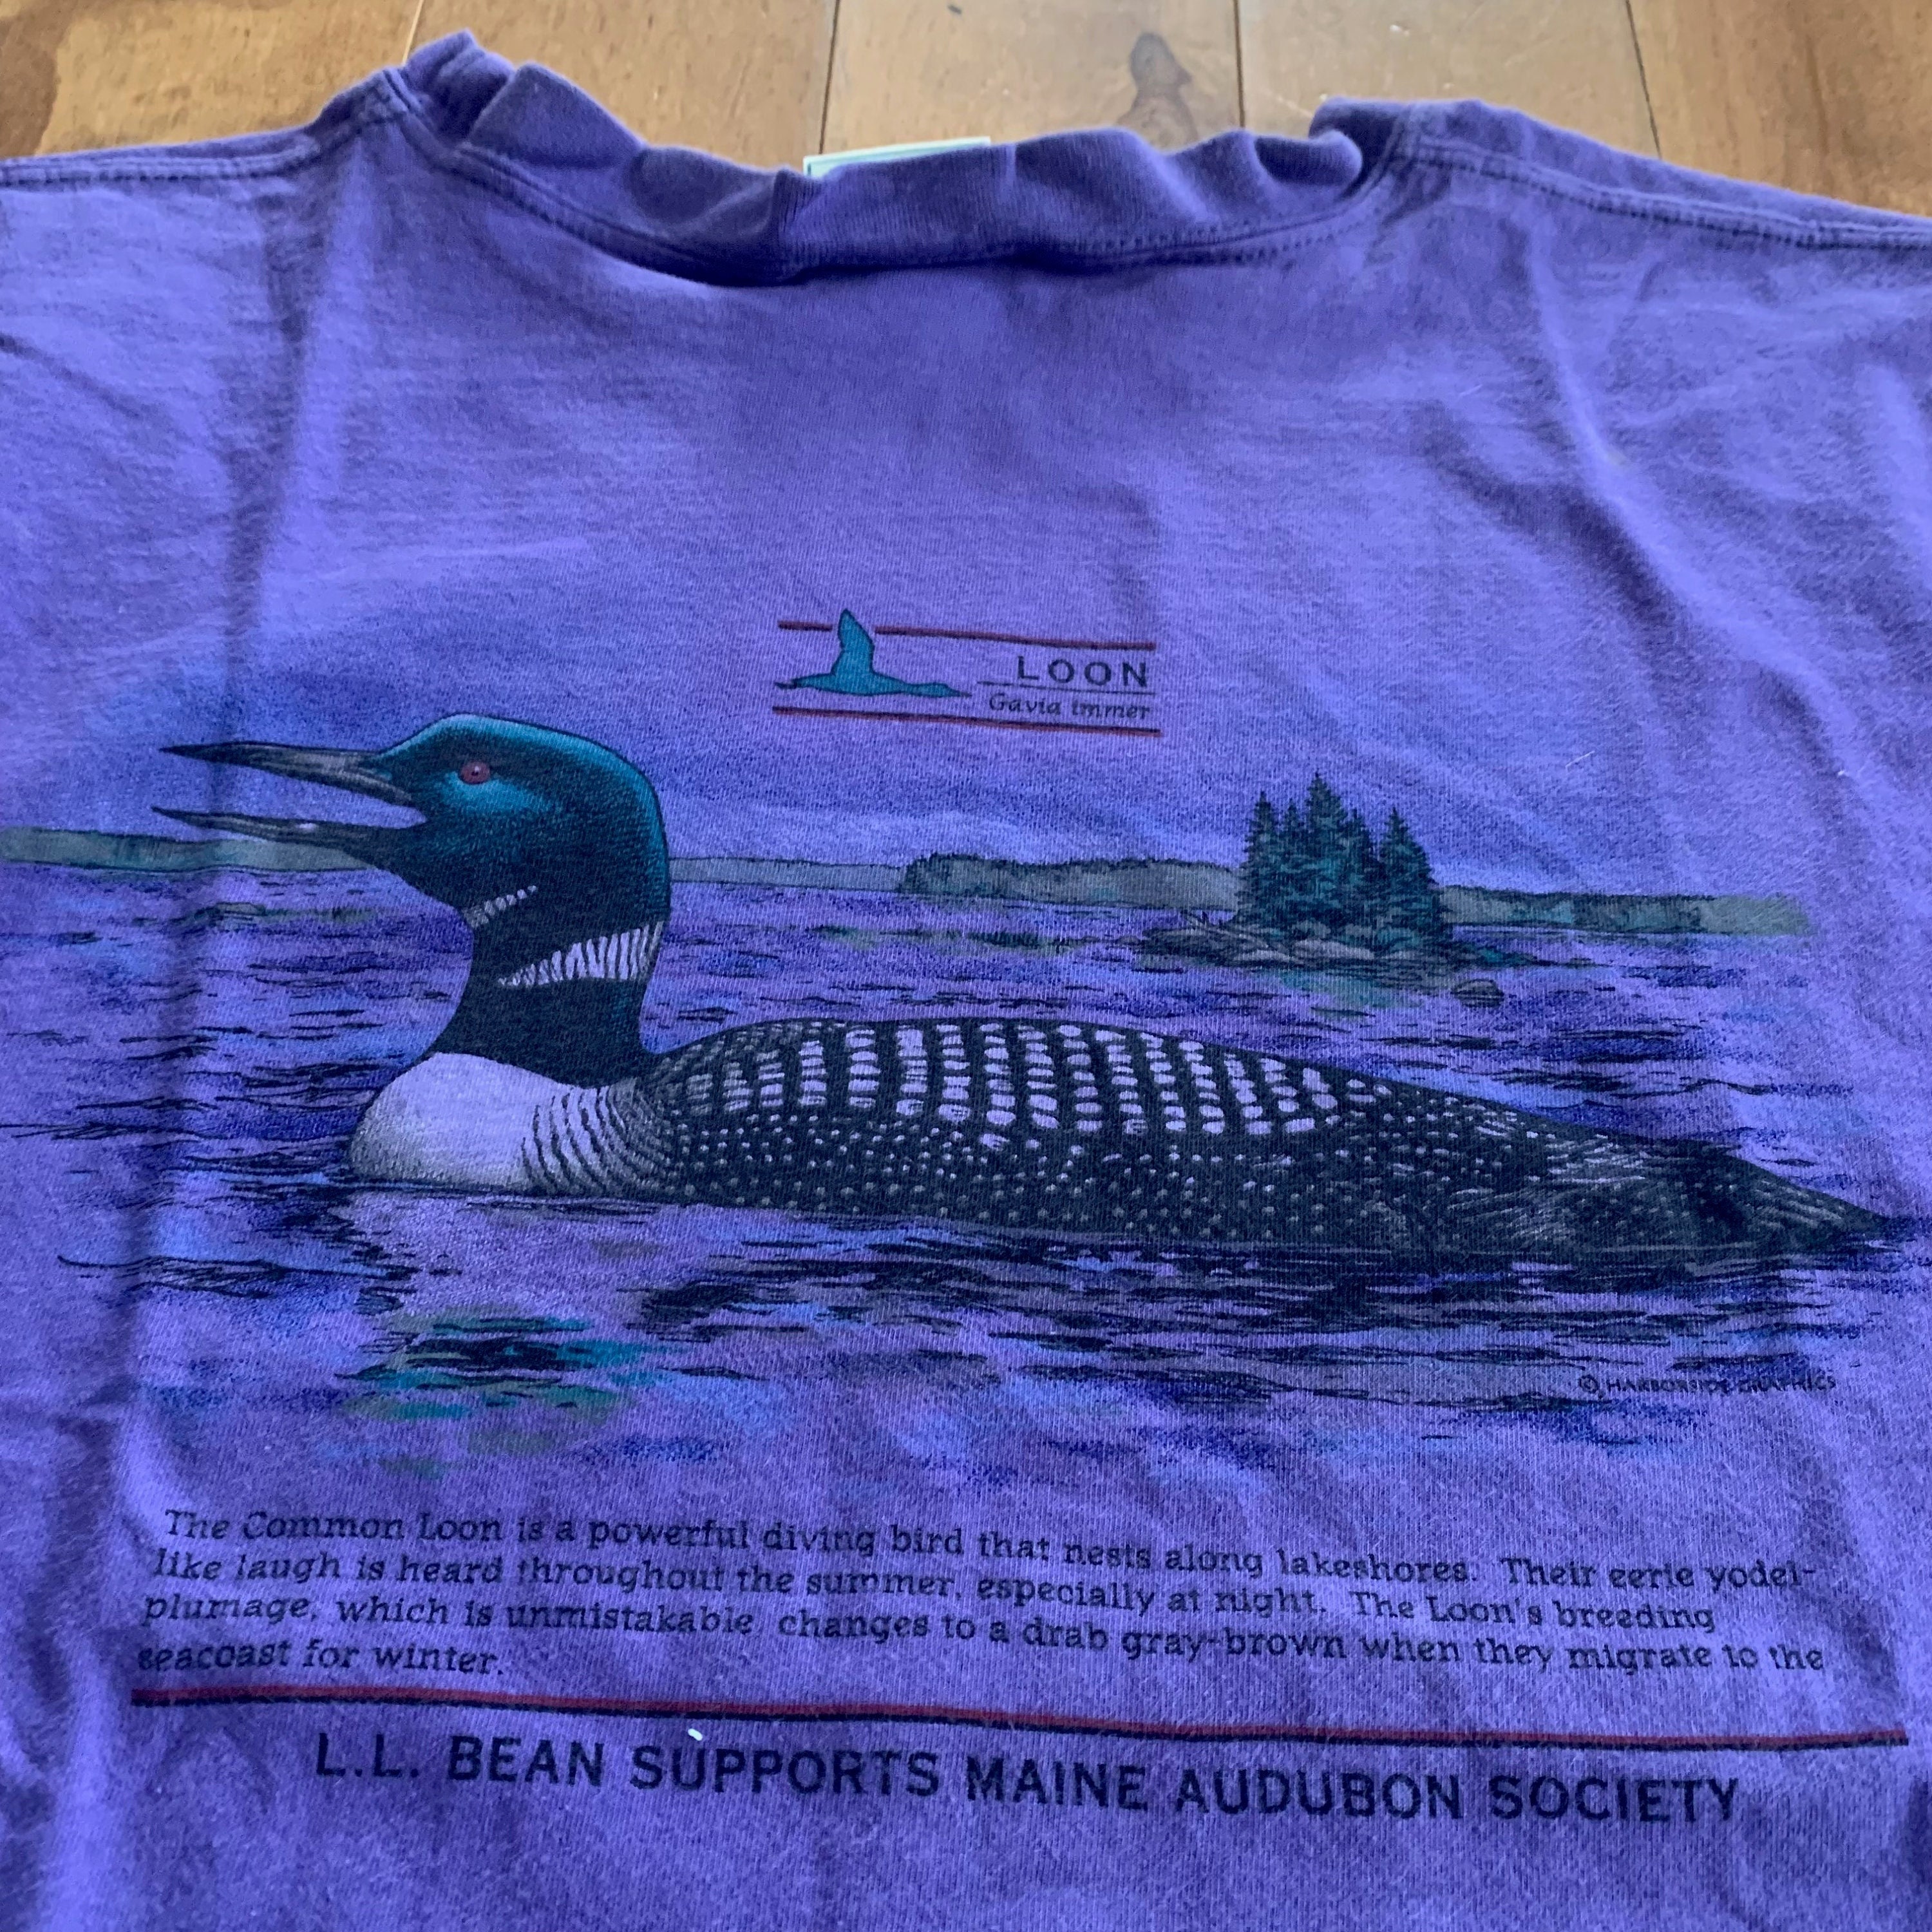 LOON
Gavia immer
© HARBORSIDE GRAPHICS
The Common Loon is a powerful diving bird that nests along lakeshores. Their eerie yodel-
like laugh is heard throughout the summer, especially at night. The Loon's breeding
plumage, which is unmistakable, changes to a drab gray-brown when they migrate to the
seacoast for winter.
L.L. BEAN SUPPORTS MAINE AUDUBON SOCIETY